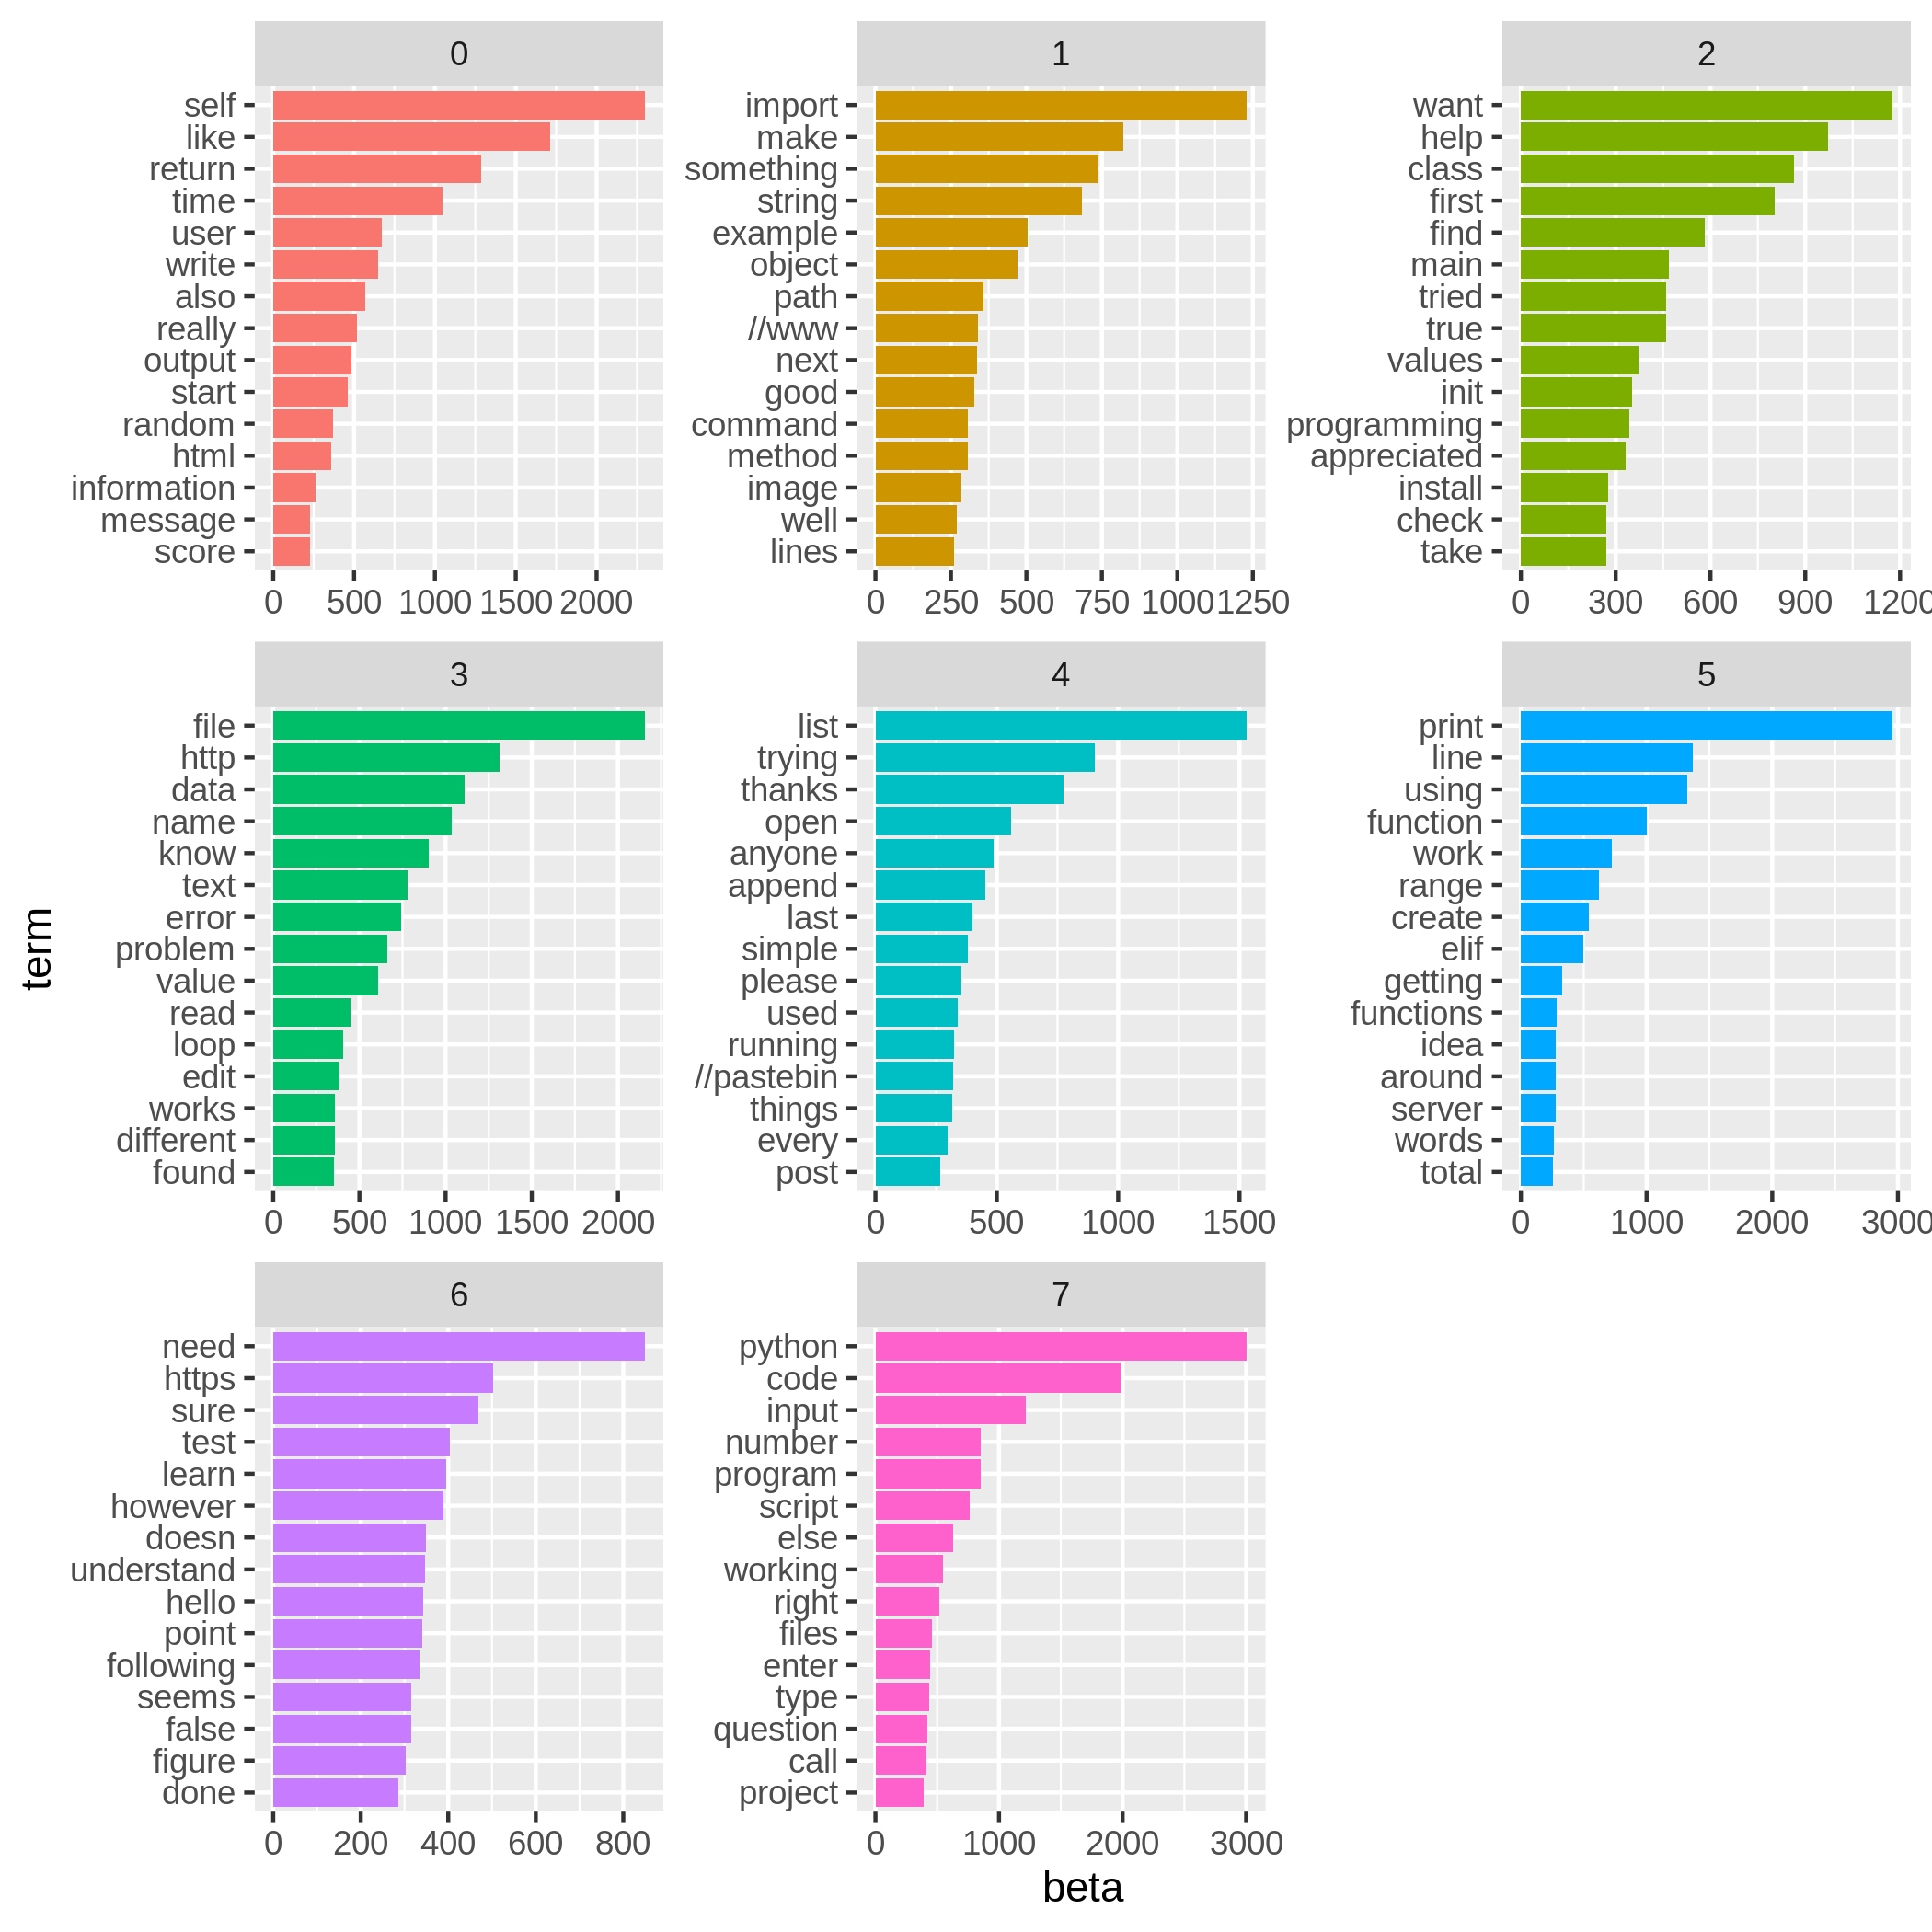 0
self
like
return
time
user
write
also
really
output
start
random
html
information
message
score
0 500 1000 1500 2000
1
import
make
something
string
example
object
path
//www
next
good
command
method
image
well
lines
0 250 500 750 1000 1250
2
want
help
class
first
find
main
tried
true
values
init
programming
appreciated
install
check
take
0 300 600 900 1200
3
file
http
data
name
know
text
error
problem
value
read
loop
edit
works
different
found
0 500 1000 1500 2000
4
list
trying
thanks
open
anyone
append
last
simple
please
used
running
//pastebin
things
every
post
0 500 1000 1500
5
print
line
using
function
work
range
create
elif
getting
functions
idea
around
server
words
total
0 1000 2000 3000
6
need
https
sure
test
learn
however
doesn
understand
hello
point
following
seems
false
figure
done
0 200 400 600 800
7
python
code
input
number
program
script
else
working
right
files
enter
type
question
call
project
0 1000 2000 3000
term
beta